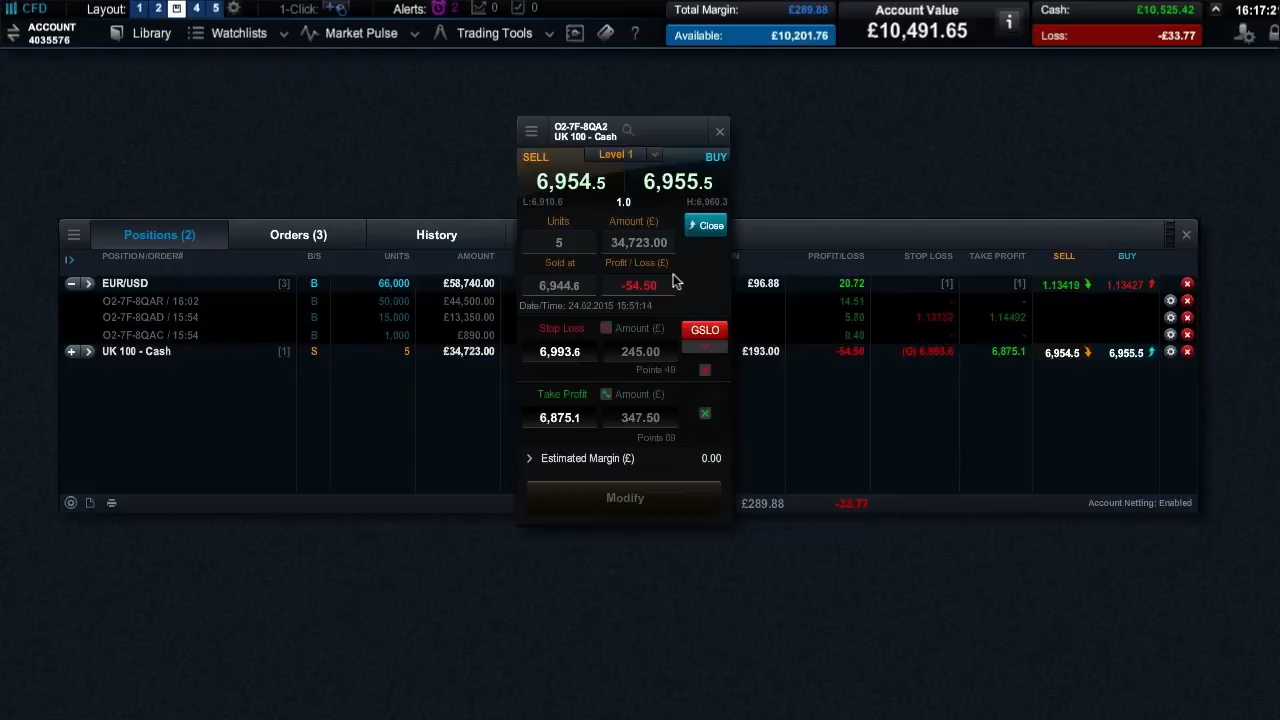 CFD Layout: 1 2 4 5 1-Click: Alerts: 2 0 0 Total Margin: £289.88 Account Value Cash: £10,525.42 16:17:2
ACCOUNT 4035576 Library Watchlists Market Pulse Trading Tools ? Available: £10,201.76 £10,491.65 i Loss: -£33.77
O2-7F-8QA2
UK 100 - Cash
SELL Level 1 BUY
6,954.5 6,955.5
L:6,910.6 1.0 H:6,960.3
Units Amount (£) Close
5 34,723.00
Sold at Profit / Loss (£)
6,944.6 -54.50
Date/Time: 24.02.2015 15:51:14
Stop Loss Amount (£) GSLO
6,993.6 245.00
Points 49
Take Profit Amount (£)
6,875.1 347.50
Points 69
Estimated Margin (£) 0.00
Modify
Positions (2) Orders (3) History
POSITION/ORDER# B/S UNITS AMOUNT PROFIT/LOSS STOP LOSS TAKE PROFIT SELL BUY
EUR/USD [3] B 66,000 £58,740.00 £96.88 20.72 [1] [1] 1.13419 1.13427
O2-7F-8QAR / 16:02 B 50,000 £44,500.00 14.51 - -
O2-7F-8QAD / 15:54 B 15,000 £13,350.00 5.80 1.13132 1.14492
O2-7F-8QAC / 15:54 B 1,000 £890.00 0.40 - -
UK 100 - Cash [1] S 5 £34,723.00 £193.00 -54.50 (G) 6,993.6 6,875.1 6,954.5 6,955.5
£289.88 -33.77 Account Netting: Enabled